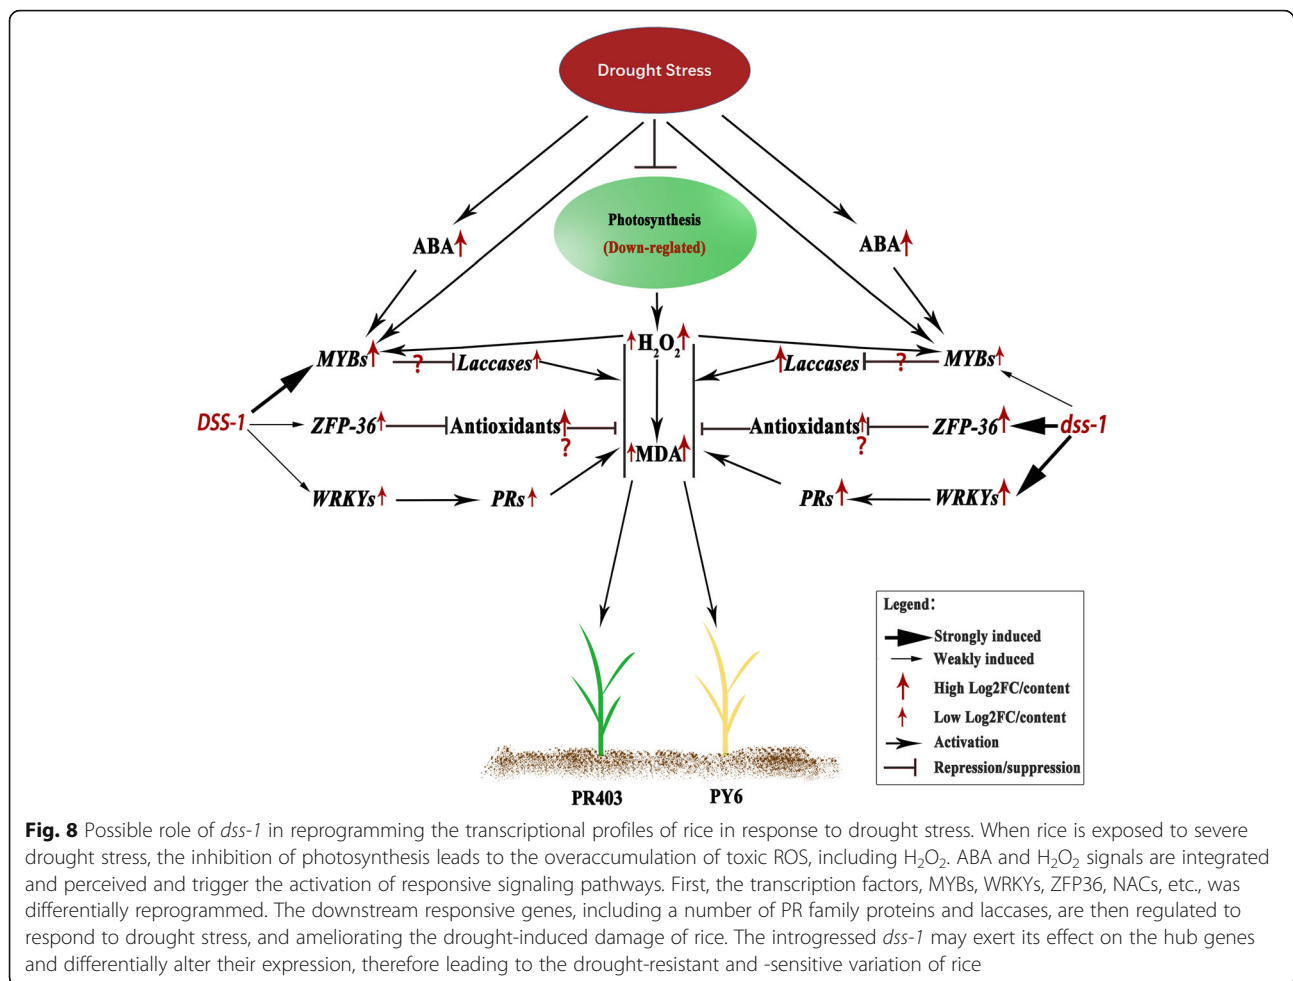 Drought Stress
Photosynthesis
(Down-reglated)
ABA
ABA
H2O2
MYBs
?
Laccases
Laccases
?
MYBs
DSS-1
ZFP-36
Antioxidants
?
Antioxidants
?
ZFP-36
dss-1
MDA
WRKYs
PRs
PRs
WRKYs
PR403
PY6
Legend:
Strongly induced
Weakly induced
High Log2FC/content
Low Log2FC/content
Activation
Repression/suppression
Fig. 8 Possible role of dss-1 in reprogramming the transcriptional profiles of rice in response to drought stress. When rice is exposed to severe
drought stress, the inhibition of photosynthesis leads to the overaccumulation of toxic ROS, including H2O2. ABA and H2O2 signals are integrated
and perceived and trigger the activation of responsive signaling pathways. First, the transcription factors, MYBs, WRKYs, ZFP36, NACs, etc., was
differentially reprogrammed. The downstream responsive genes, including a number of PR family proteins and laccases, are then regulated to
respond to drought stress, and ameliorating the drought-induced damage of rice. The introgressed dss-1 may exert its effect on the hub genes
and differentially alter their expression, therefore leading to the drought-resistant and -sensitive variation of rice